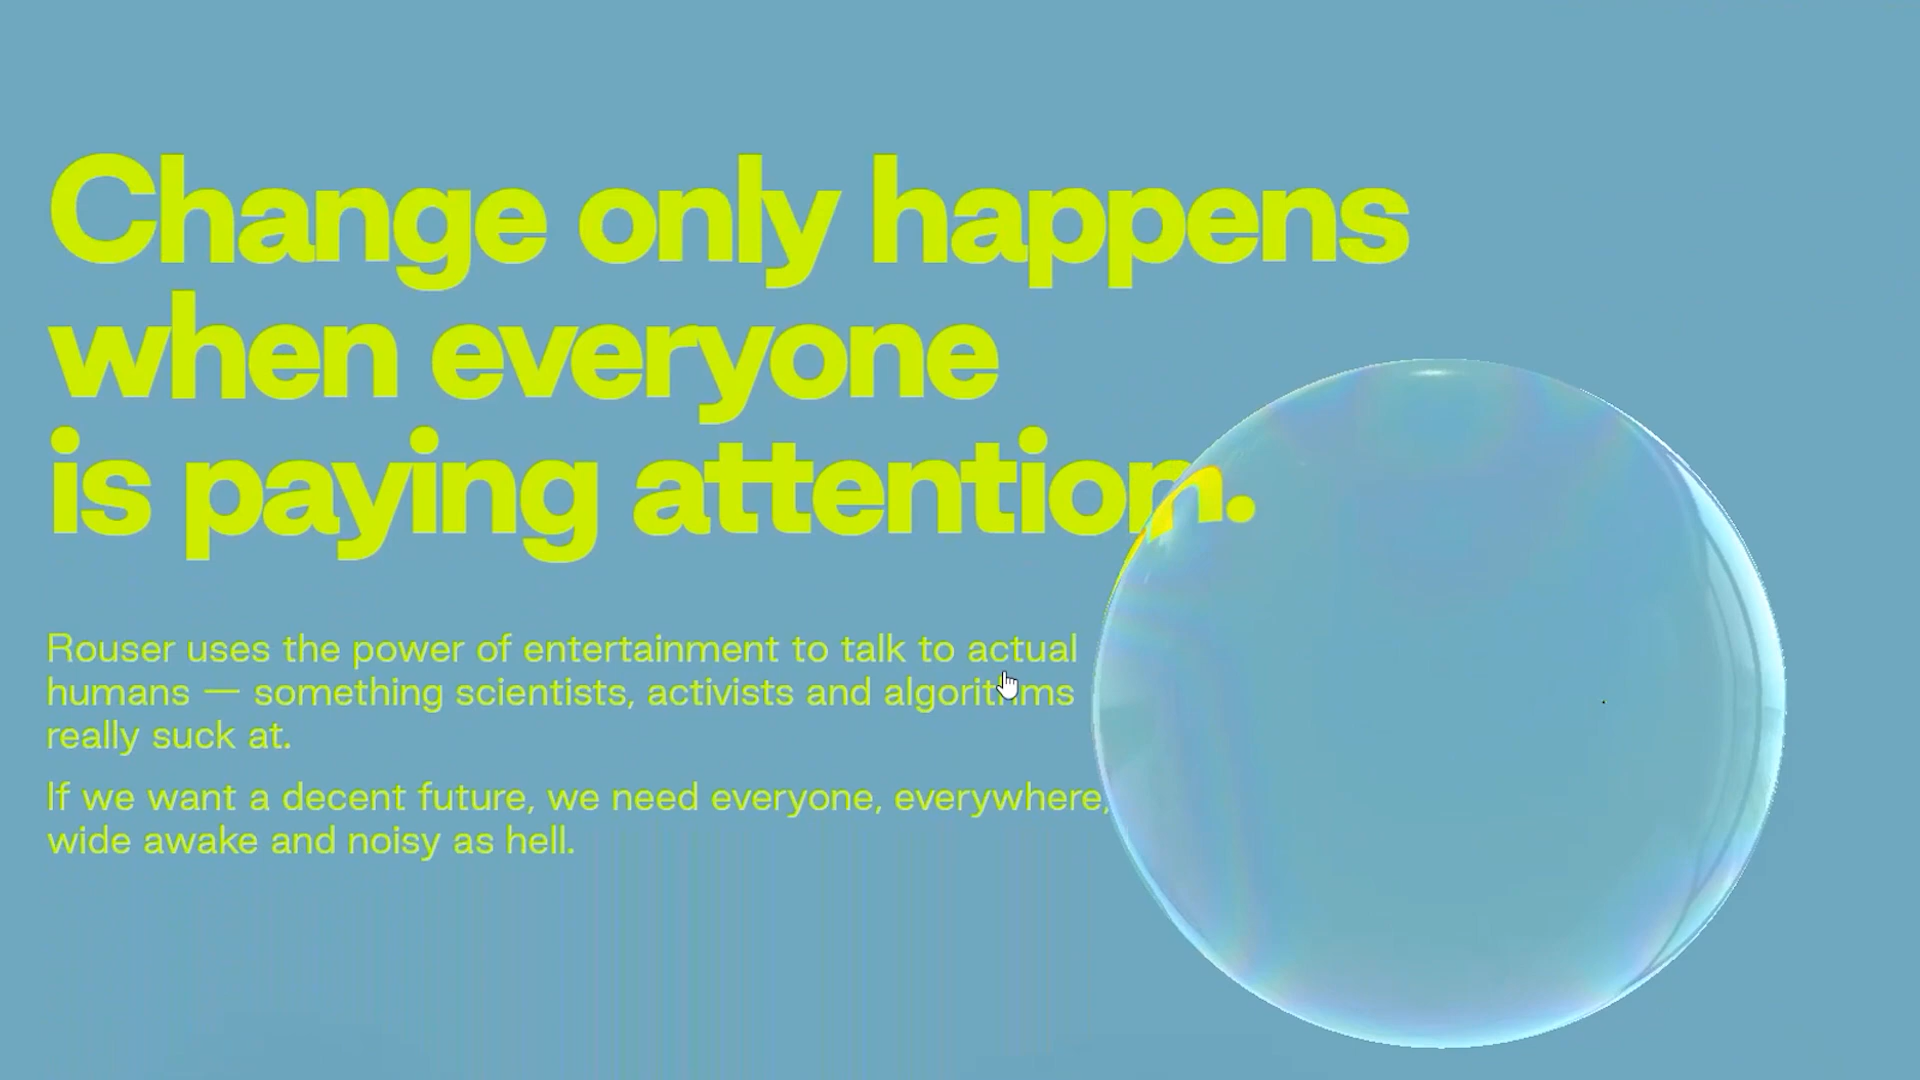 Change only happens
when everyone
is paying attention.
Rouser uses the power of entertainment to talk to actual
humans — something scientists, activists and algorithms
really suck at.
If we want a decent future, we need everyone, everywhere,
wide awake and noisy as hell.